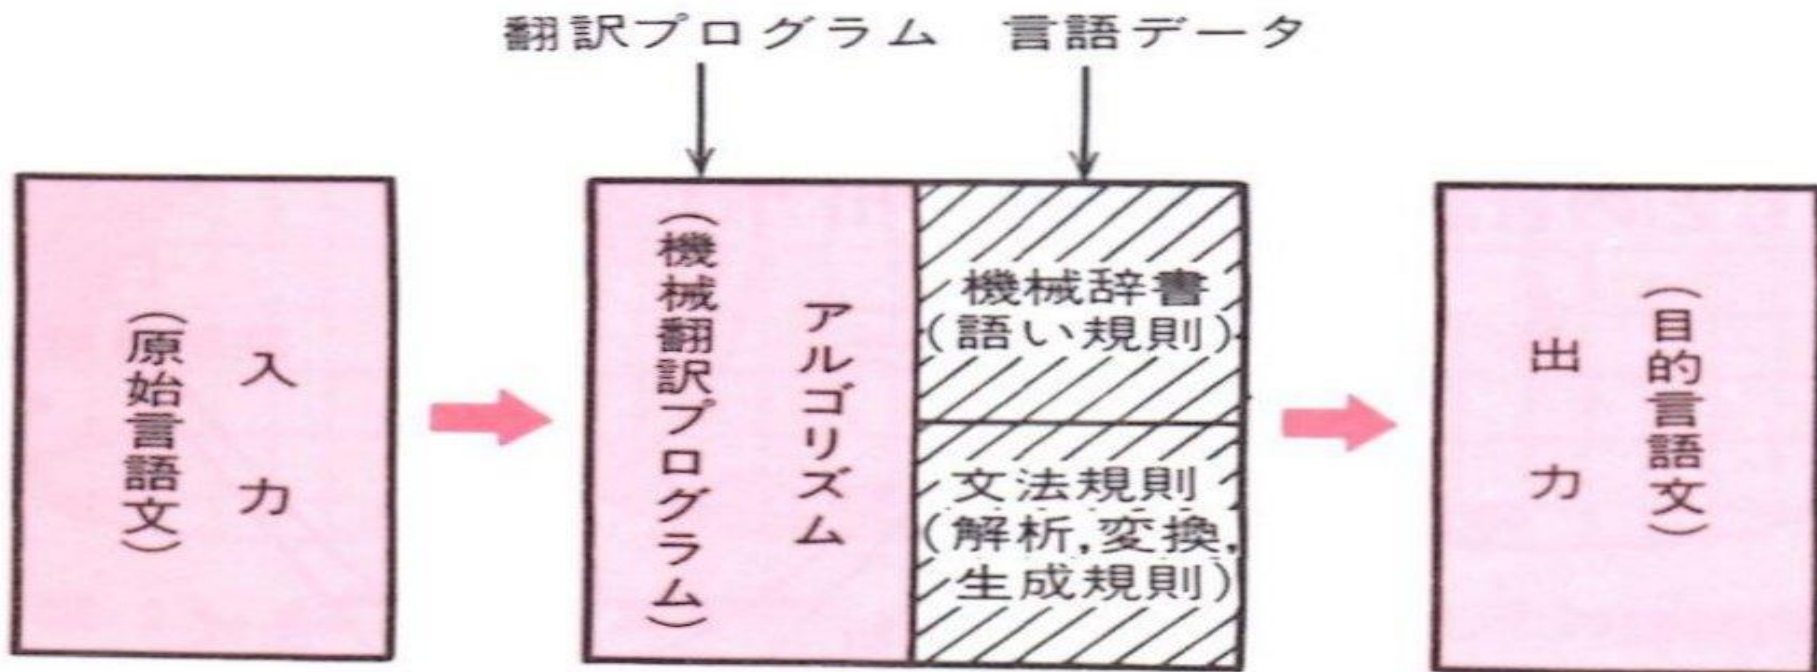 翻訳プログラム 言語データ
入力
(原始言語文)
アルゴリズム
(機械翻訳プログラム)
機械辞書
(語い規則)
文法規則
(解析,変換,
生成規則)
(目的言語文)
出力